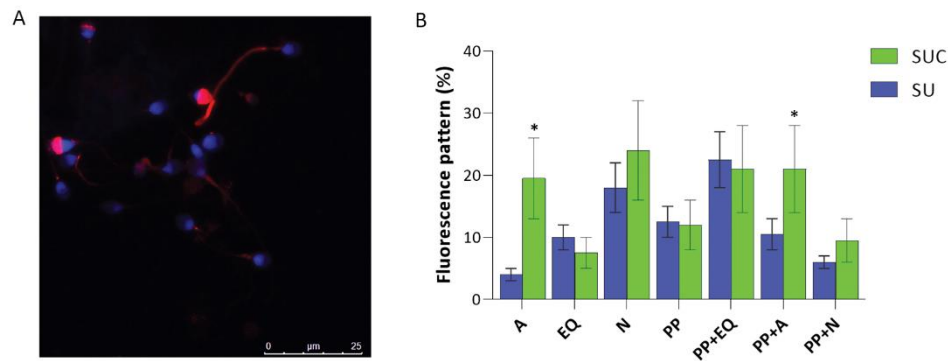 A
0 µm 25
B
Fluorescence pattern (%)
40
30
20
10
0
* *
A EQ N PP PP+EQ PP+A PP+N
SUC
SU